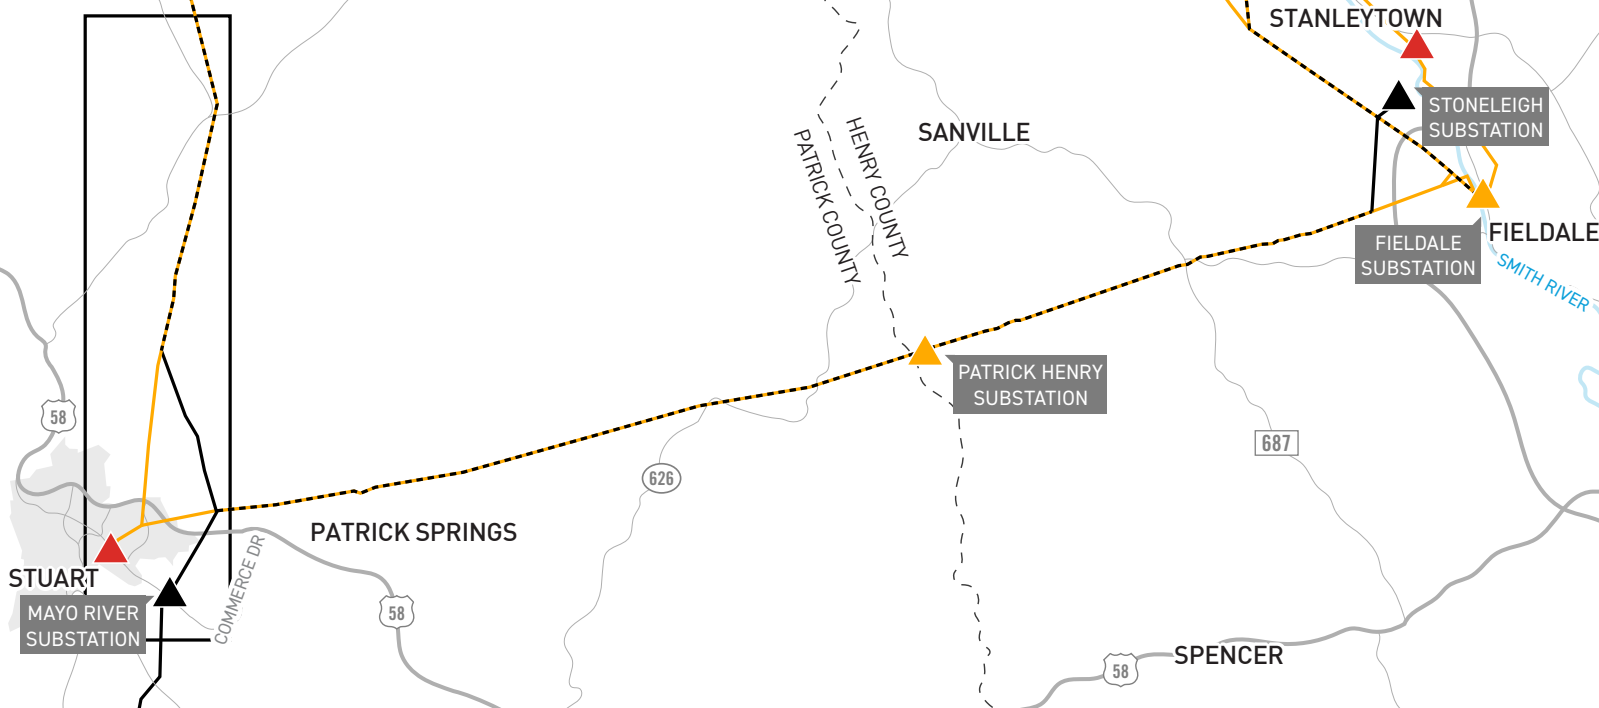 STANLEYTOWN
STONELEIGH
SUBSTATION
SANVILLE
HENRY COUNTY
PATRICK COUNTY
FIELDALE
FIELDALE
SUBSTATION
SMITH RIVER
PATRICK HENRY
SUBSTATION
58
687
626
PATRICK SPRINGS
STUART
MAYO RIVER
SUBSTATION
COMMERCE DR
58
58
SPENCER